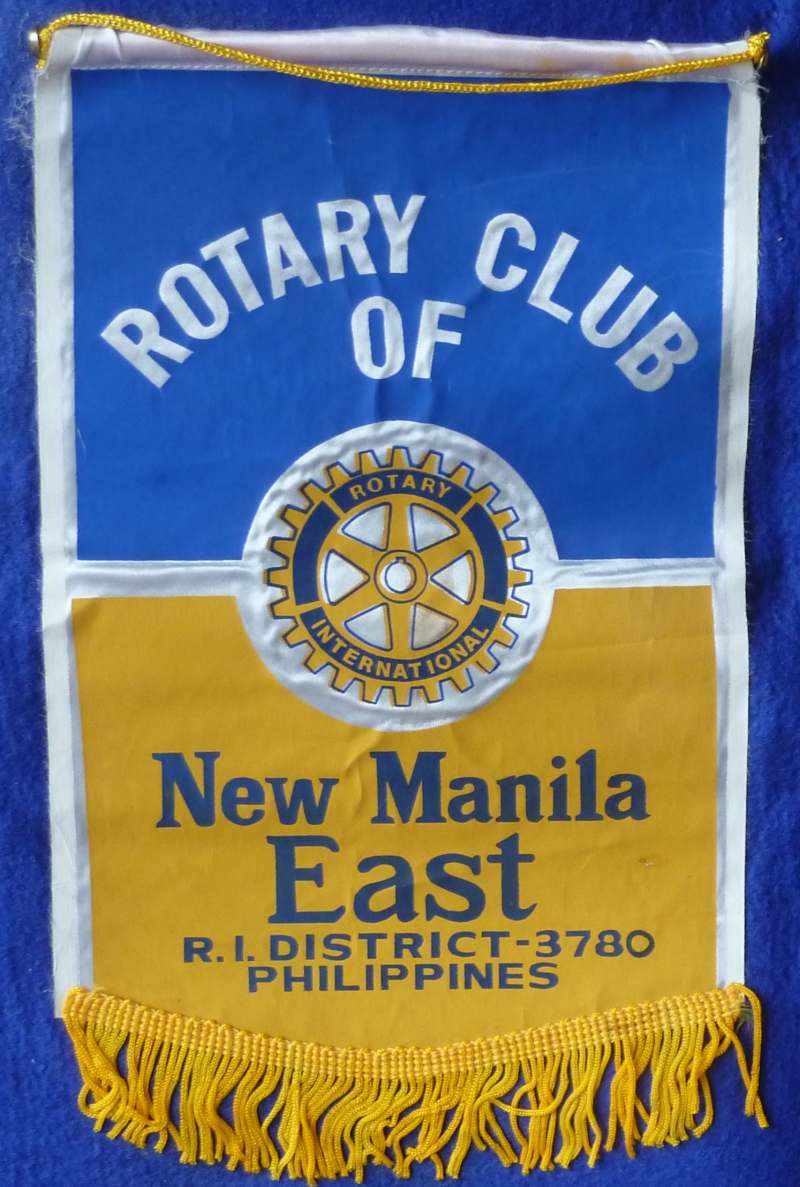 ROTARY CLUB
OF
ROTARY
INTERNATIONAL
New Manila
East
R.I. DISTRICT-3780
PHILIPPINES